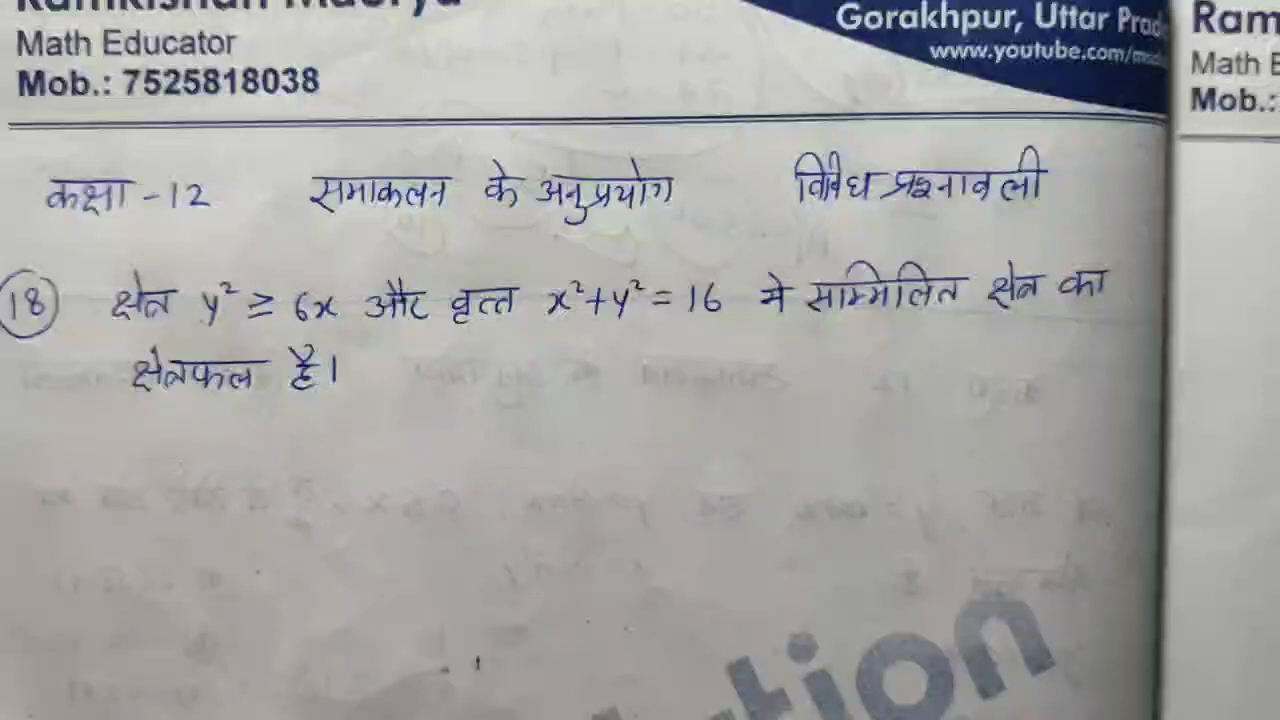 Math Educator
Mob.: 7525818038
Gorakhpur, Uttar Prad
www.youtube.com/
Ram
Math E
Mob.:
कक्षा -12 समाकलन के अनुप्रयोग विविध प्रश्नावली
(18) क्षेत्र y² ≥ 6x और वृत्त x²+y² = 16 मे सम्मिलित क्षेत्र का
क्षेत्रफल है।